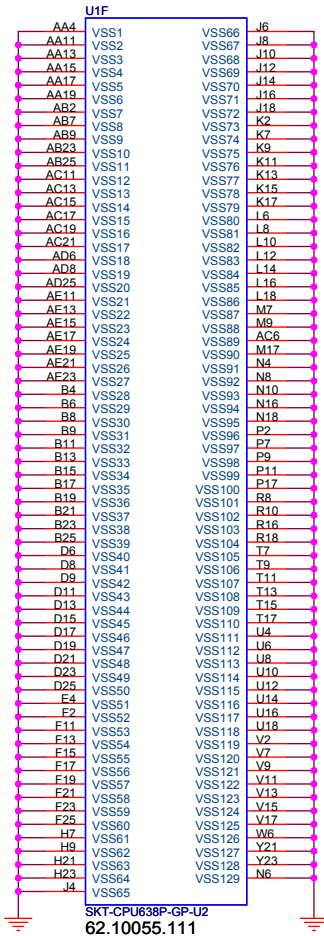 U1F
AA4 VSS1 VSS66 J6
AA11 VSS2 VSS67 J8
AA13 VSS3 VSS68 J10
AA15 VSS4 VSS69 J12
AA17 VSS5 VSS70 J14
AA19 VSS6 VSS71 J16
AB2 VSS7 VSS72 J18
AB7 VSS8 VSS73 K2
AB9 VSS9 VSS74 K7
AB23 VSS10 VSS75 K9
AB25 VSS11 VSS76 K11
AC11 VSS12 VSS77 K13
AC13 VSS13 VSS78 K15
AC15 VSS14 VSS79 K17
AC17 VSS15 VSS80 L6
AC19 VSS16 VSS81 L8
AC21 VSS17 VSS82 L10
AD6 VSS18 VSS83 L12
AD8 VSS19 VSS84 L14
AD25 VSS20 VSS85 L16
AE11 VSS21 VSS86 L18
AE13 VSS22 VSS87 M7
AE15 VSS23 VSS88 M9
AE17 VSS24 VSS89 AC6
AE19 VSS25 VSS90 M17
AE21 VSS26 VSS91 N4
AE23 VSS27 VSS92 N8
B4 VSS28 VSS93 N10
B6 VSS29 VSS94 N16
B8 VSS30 VSS95 N18
B9 VSS31 VSS96 P2
B11 VSS32 VSS97 P7
B13 VSS33 VSS98 P9
B15 VSS34 VSS99 P11
B17 VSS35 VSS100 P17
B19 VSS36 VSS101 R8
B21 VSS37 VSS102 R10
B23 VSS38 VSS103 R16
B25 VSS39 VSS104 R18
D6 VSS40 VSS105 T7
D8 VSS41 VSS106 T9
D9 VSS42 VSS107 T11
D11 VSS43 VSS108 T13
D13 VSS44 VSS109 T15
D15 VSS45 VSS110 T17
D17 VSS46 VSS111 U4
D19 VSS47 VSS112 U6
D21 VSS48 VSS113 U8
D23 VSS49 VSS114 U10
D25 VSS50 VSS115 U12
E4 VSS51 VSS116 U14
F2 VSS52 VSS117 U16
F11 VSS53 VSS118 U18
F13 VSS54 VSS119 V2
F15 VSS55 VSS120 V7
F17 VSS56 VSS121 V9
F19 VSS57 VSS122 V11
F21 VSS58 VSS123 V13
F23 VSS59 VSS124 V15
F25 VSS60 VSS125 V17
H7 VSS61 VSS126 W6
H9 VSS62 VSS127 Y21
H21 VSS63 VSS128 Y23
H23 VSS64 VSS129 N6
J4 VSS65
SKT-CPU638P-GP-U2
62.10055.111